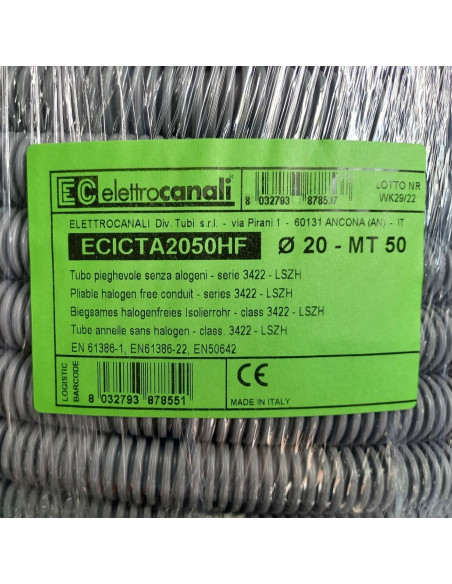 EC elettrocanali
8 032793 878537
LOTTO NR
WK29/22
ELETTROCANALI Div. Tubi s.r.l. - via Pirani 1 - 60131 ANCONA (AN) - IT
ECICTA2050HF Ø 20 - MT 50
Tubo pieghevole senza alogeni - serie 3422 - LSZH
Pliable halogen free conduit - series 3422 - LSZH
Biegsames halogenfreies Isolierrohr - class 3422 - LSZH
Tube annelle sans halogen - class. 3422 - LSZH
EN 61386-1, EN61386-22, EN50642
LOGISTIC
BARCODE
8 032793 878551
CE
MADE IN ITALY